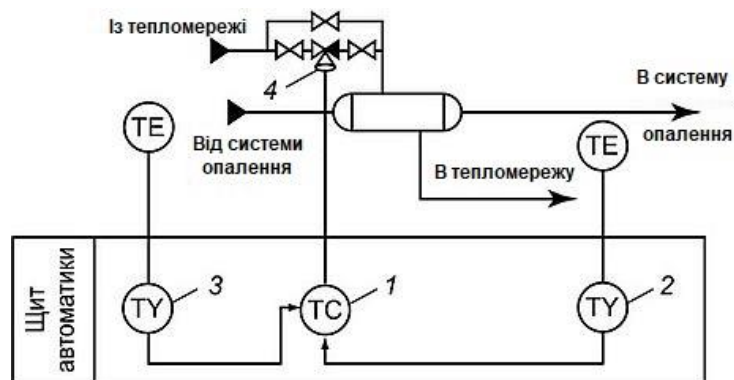 Із тепломережі
4
В систему
опалення
TE
Від системи
опалення
TE
В тепломережу
Щит
автоматики
TY
3
TC
1
TY
2